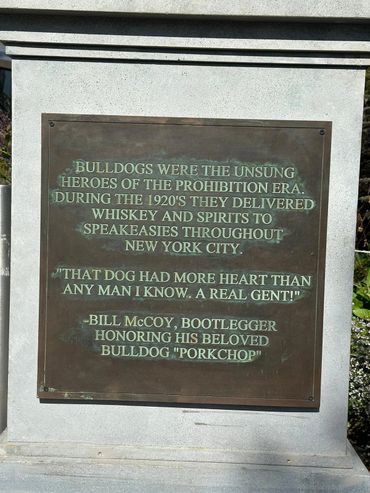 BULLDOGS WERE THE UNSUNG
HEROES OF THE PROHIBITION ERA.
DURING THE 1920'S THEY DELIVERED
WHISKEY AND SPIRITS TO
SPEAKEASIES THROUGHOUT
NEW YORK CITY.
"THAT DOG HAD MORE HEART THAN
ANY MAN I KNOW. A REAL GENT!"
-BILL McCOY, BOOTLEGGER
HONORING HIS BELOVED
BULLDOG "PORKCHOP"